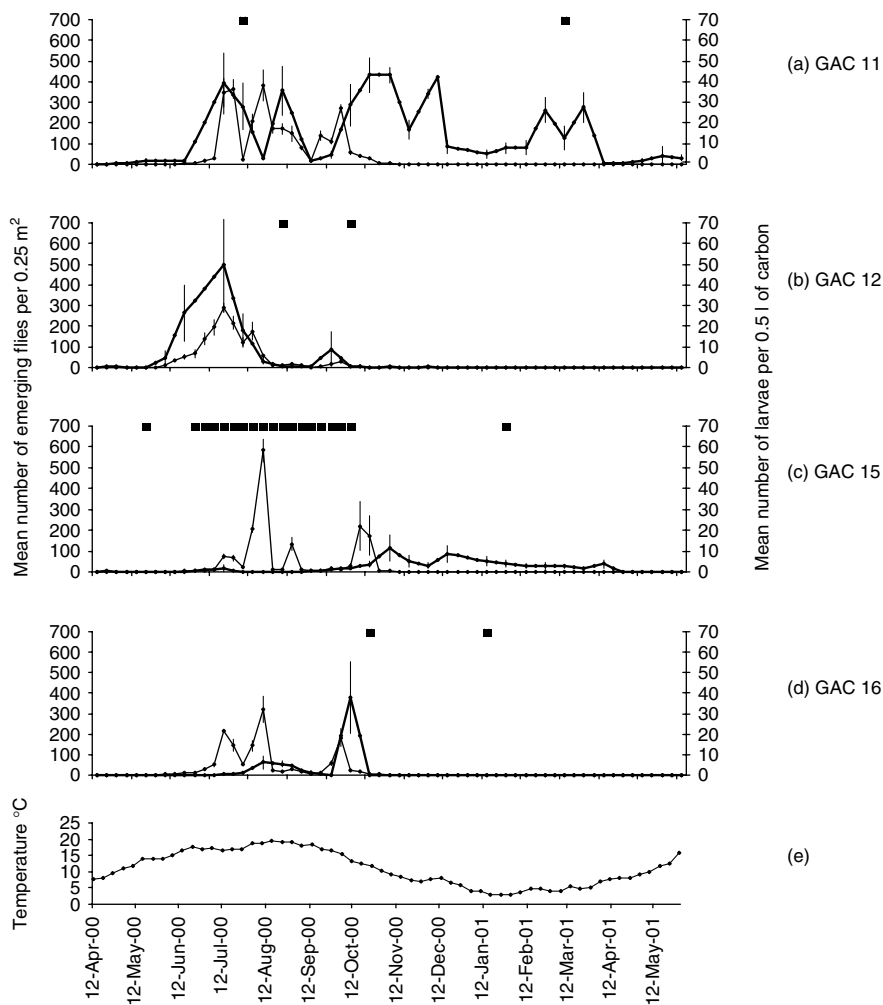 700 70
600 60
500 50
400 40
300 30
200 20
100 10
0 0
(a) GAC 11
700 70
600 60
500 50
400 40
300 30
200 20
100 10
0 0
(b) GAC 12
700 70
600 60
500 50
400 40
300 30
200 20
100 10
0 0
(c) GAC 15
700 70
600 60
500 50
400 40
300 30
200 20
100 10
0 0
(d) GAC 16
Mean number of emerging flies per 0.25 m²
Mean number of larvae per 0.5 l of carbon
25
20
15
10
5
0
(e)
Temperature °C
12-Apr-00
12-May-00
12-Jun-00
12-Jul-00
12-Aug-00
12-Sep-00
12-Oct-00
12-Nov-00
12-Dec-00
12-Jan-01
12-Feb-01
12-Mar-01
12-Apr-01
12-May-01